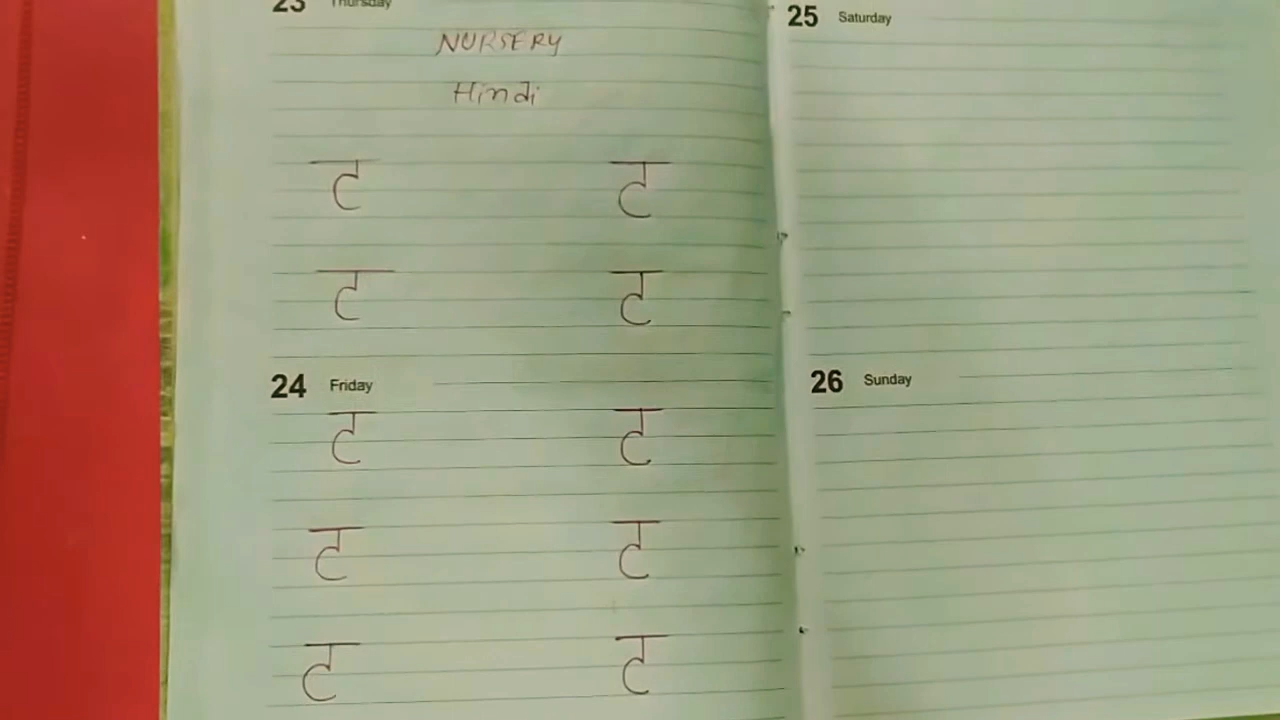 23 Thursday
NURSERY
Hindi
ट ट
ट ट
24 Friday
ट ट
ट ट
ट ट
25 Saturday
26 Sunday